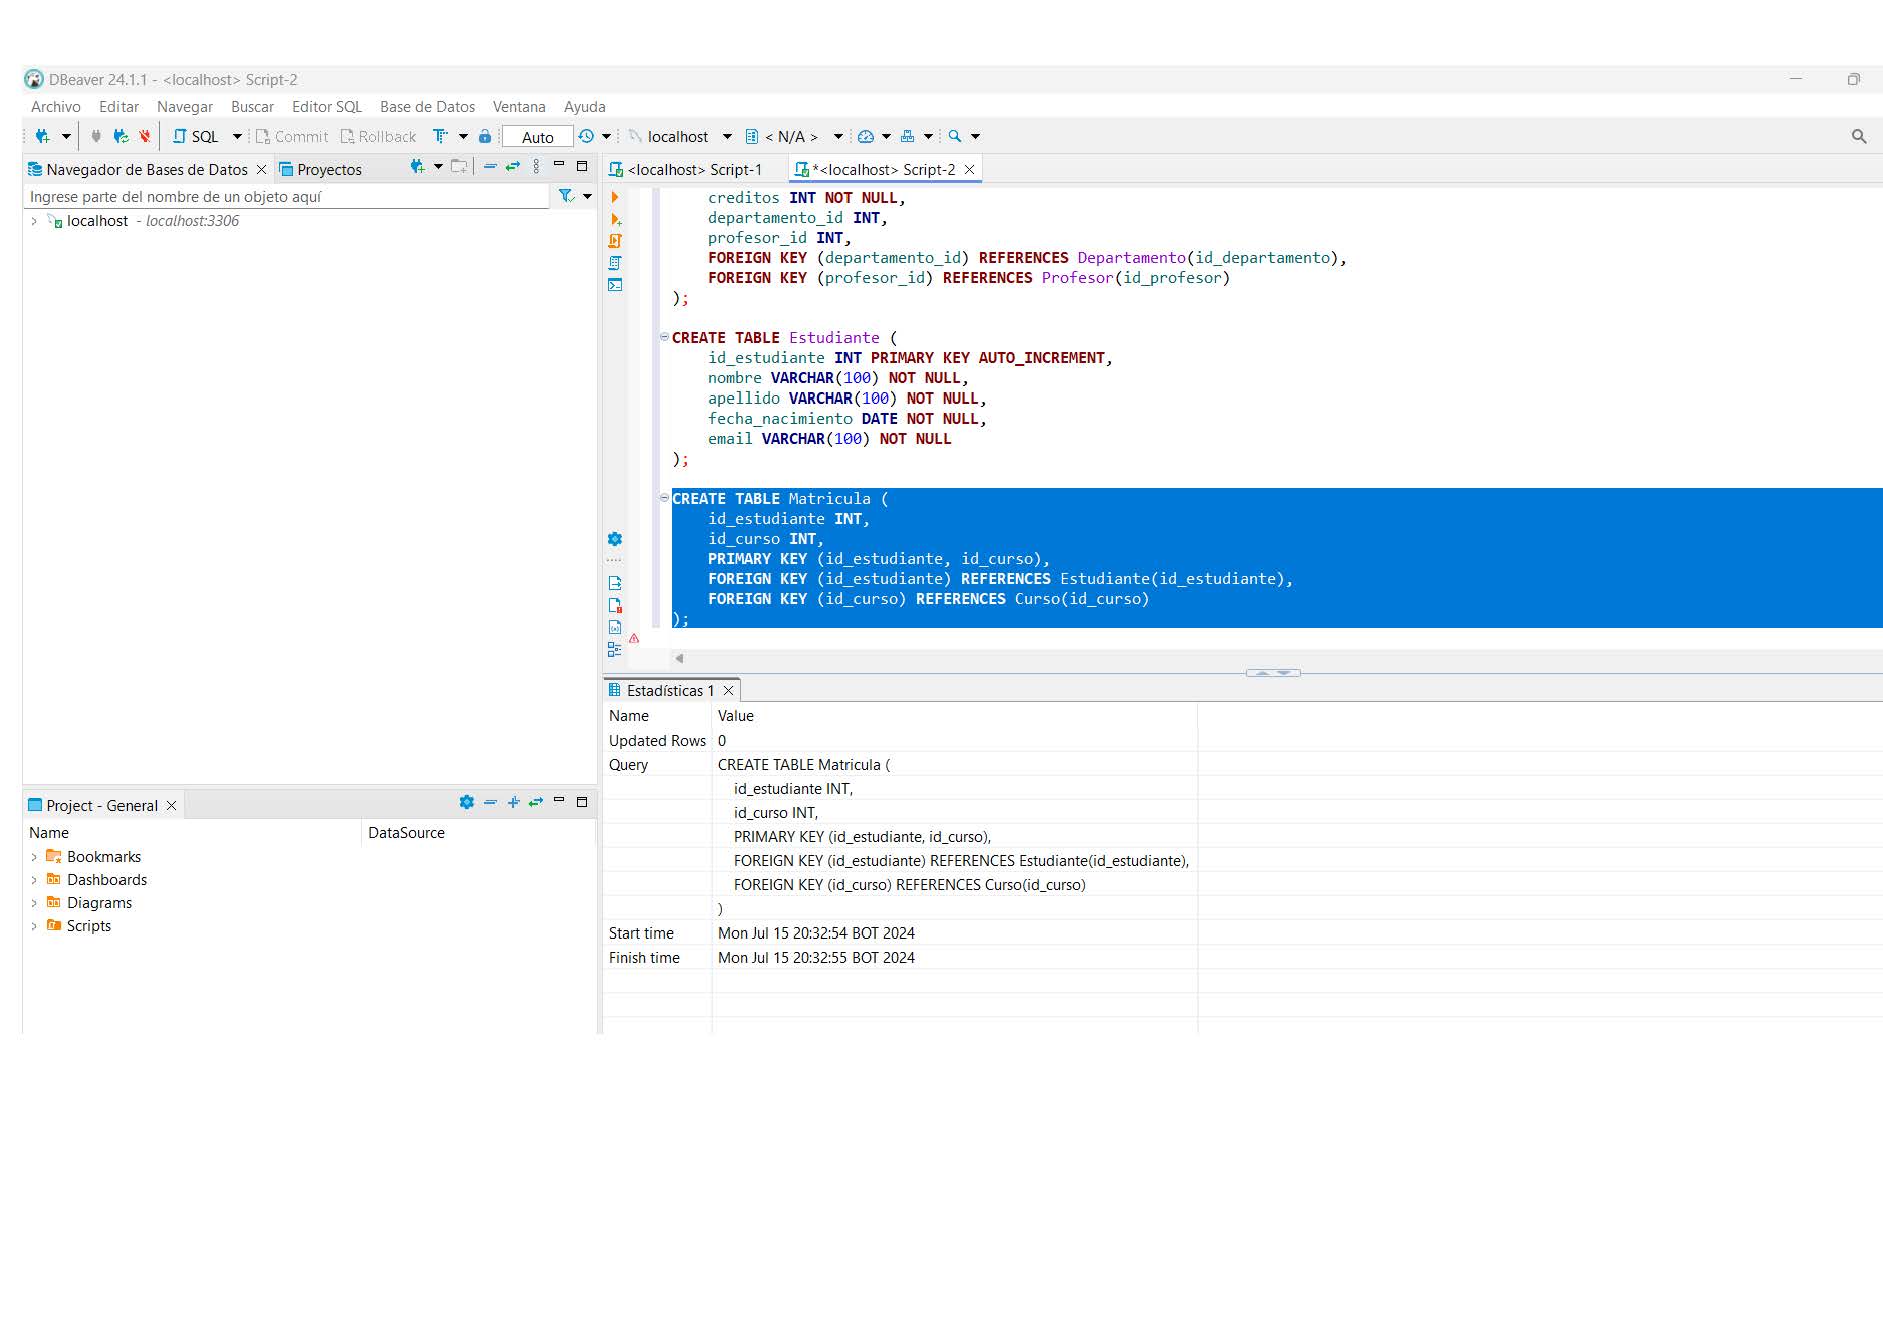 DBeaver 24.1.1 - <localhost> Script-2
Archivo Editar Navegar Buscar Editor SQL Base de Datos Ventana Ayuda
SQL Commit Rollback Auto localhost < N/A >
Navegador de Bases de Datos Proyectos
Ingrese parte del nombre de un objeto aquí
localhost - localhost:3306
<localhost> Script-1 *<localhost> Script-2
creditos INT NOT NULL,
departamento_id INT,
profesor_id INT,
FOREIGN KEY (departamento_id) REFERENCES Departamento(id_departamento),
FOREIGN KEY (profesor_id) REFERENCES Profesor(id_profesor)
);
CREATE TABLE Estudiante (
id_estudiante INT PRIMARY KEY AUTO_INCREMENT,
nombre VARCHAR(100) NOT NULL,
apellido VARCHAR(100) NOT NULL,
fecha_nacimiento DATE NOT NULL,
email VARCHAR(100) NOT NULL
);
CREATE TABLE Matricula (
id_estudiante INT,
id_curso INT,
PRIMARY KEY (id_estudiante, id_curso),
FOREIGN KEY (id_estudiante) REFERENCES Estudiante(id_estudiante),
FOREIGN KEY (id_curso) REFERENCES Curso(id_curso)
);
Estadísticas 1
Name Value
Updated Rows 0
Query CREATE TABLE Matricula (
id_estudiante INT,
id_curso INT,
PRIMARY KEY (id_estudiante, id_curso),
FOREIGN KEY (id_estudiante) REFERENCES Estudiante(id_estudiante),
FOREIGN KEY (id_curso) REFERENCES Curso(id_curso)
)
Start time Mon Jul 15 20:32:54 BOT 2024
Finish time Mon Jul 15 20:32:55 BOT 2024
Project - General
Name DataSource
Bookmarks
Dashboards
Diagrams
Scripts